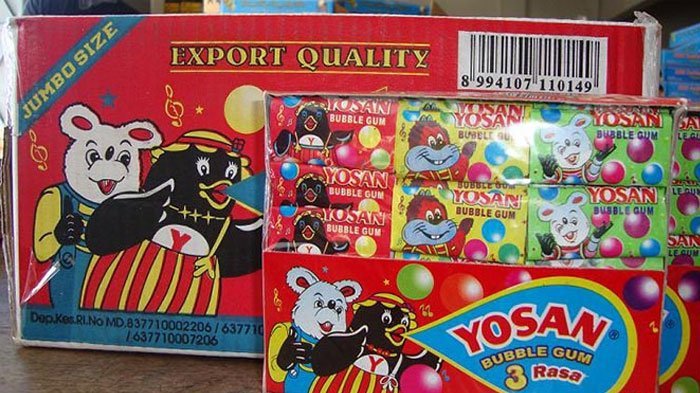 JUMBO SIZE
EXPORT QUALITY
8 994107 110149
Y
Dep.Kes.RI.No MD.837710002206 / 637710
/ 637710007206
YOSAN
BUBBLE GUM
YOSAN
YOSAN
BUBBLE GUM
YOSAN
BUBBLE GUM
YOSAN
BUBBLE GUM
YOSAN
BUBBLE GUM
YOSAN
BUBBLE GUM
YOSAN
BUBBLE GUM
Y
YOSAN®
BUBBLE GUM
3 Rasa